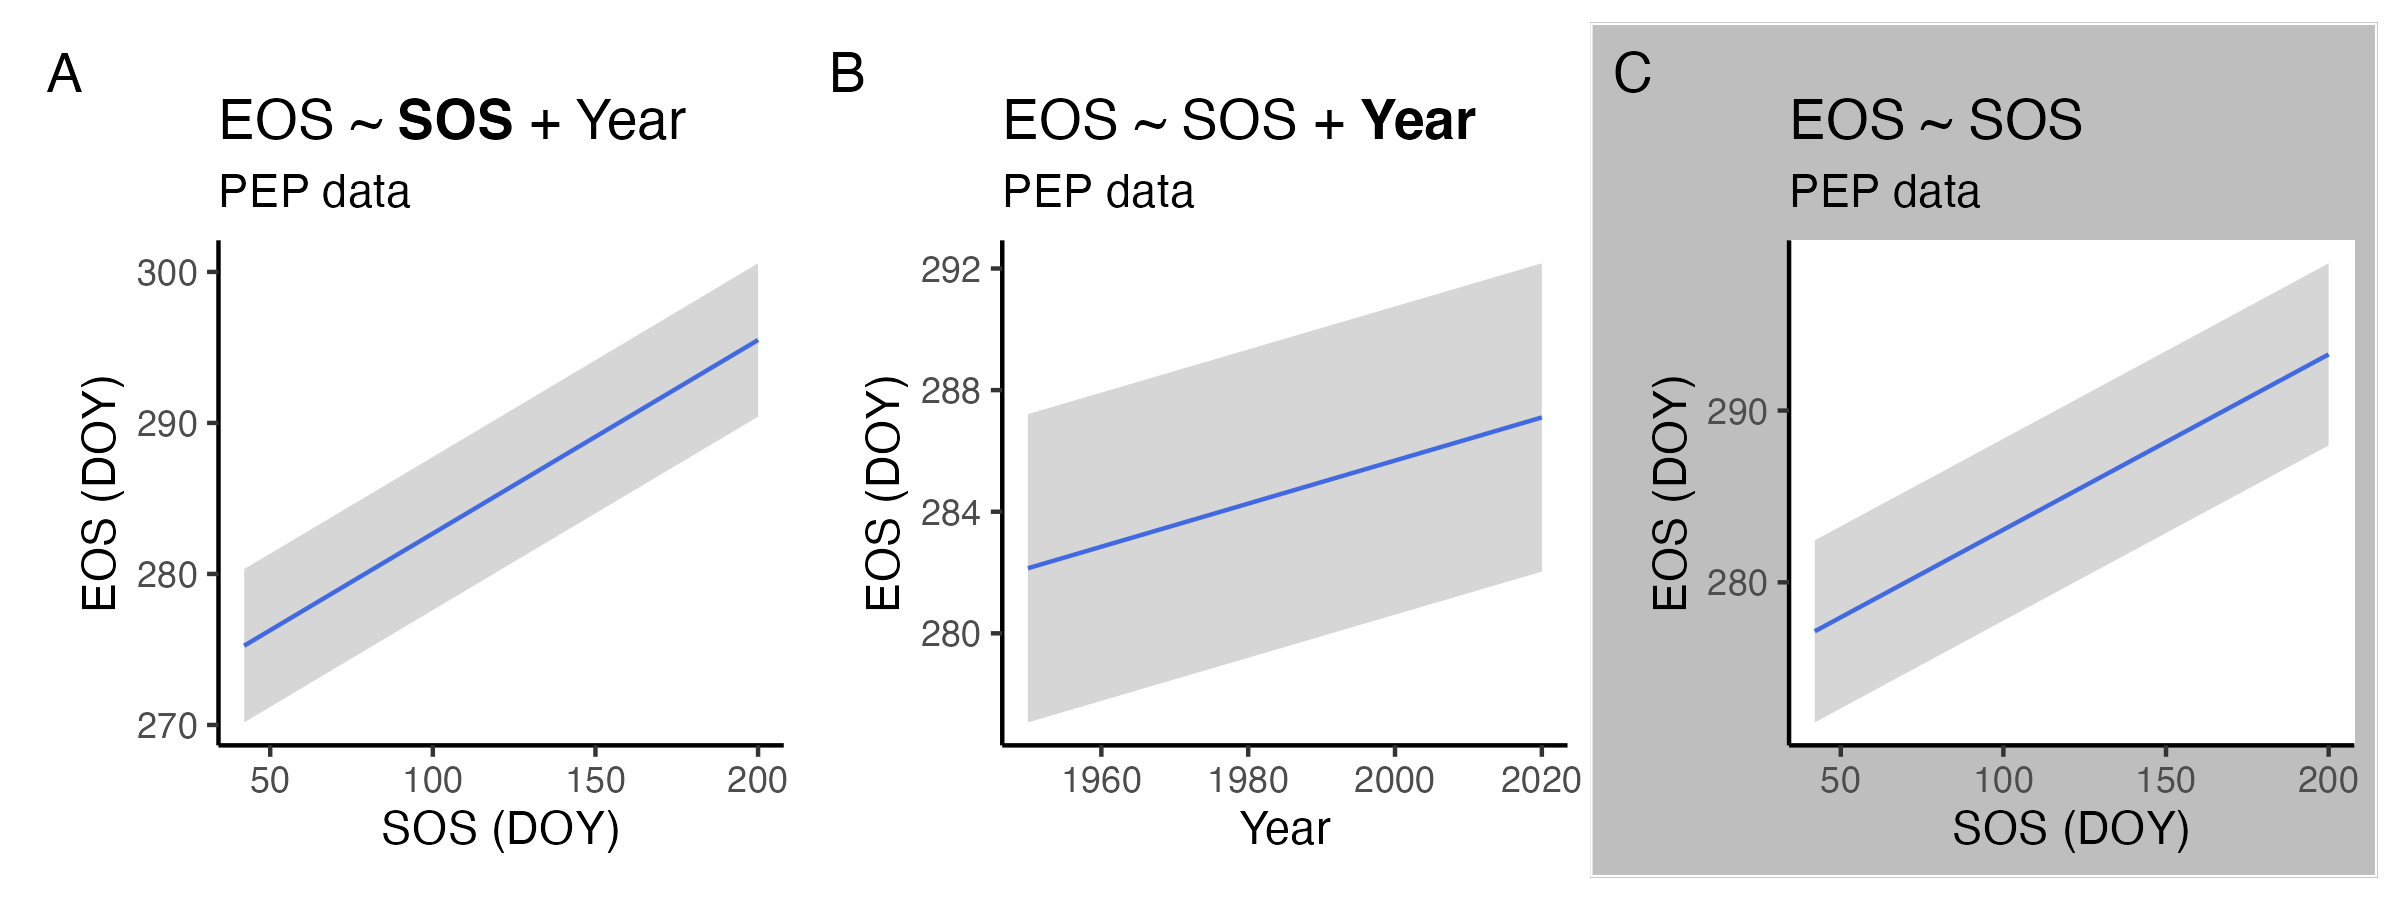 A
EOS ~ SOS + Year
PEP data
300
290
280
270
EOS (DOY)
50 100 150 200
SOS (DOY)
B
EOS ~ SOS + Year
PEP data
292
288
284
280
EOS (DOY)
1960 1980 2000 2020
Year
C
EOS ~ SOS
PEP data
290
280
EOS (DOY)
50 100 150 200
SOS (DOY)